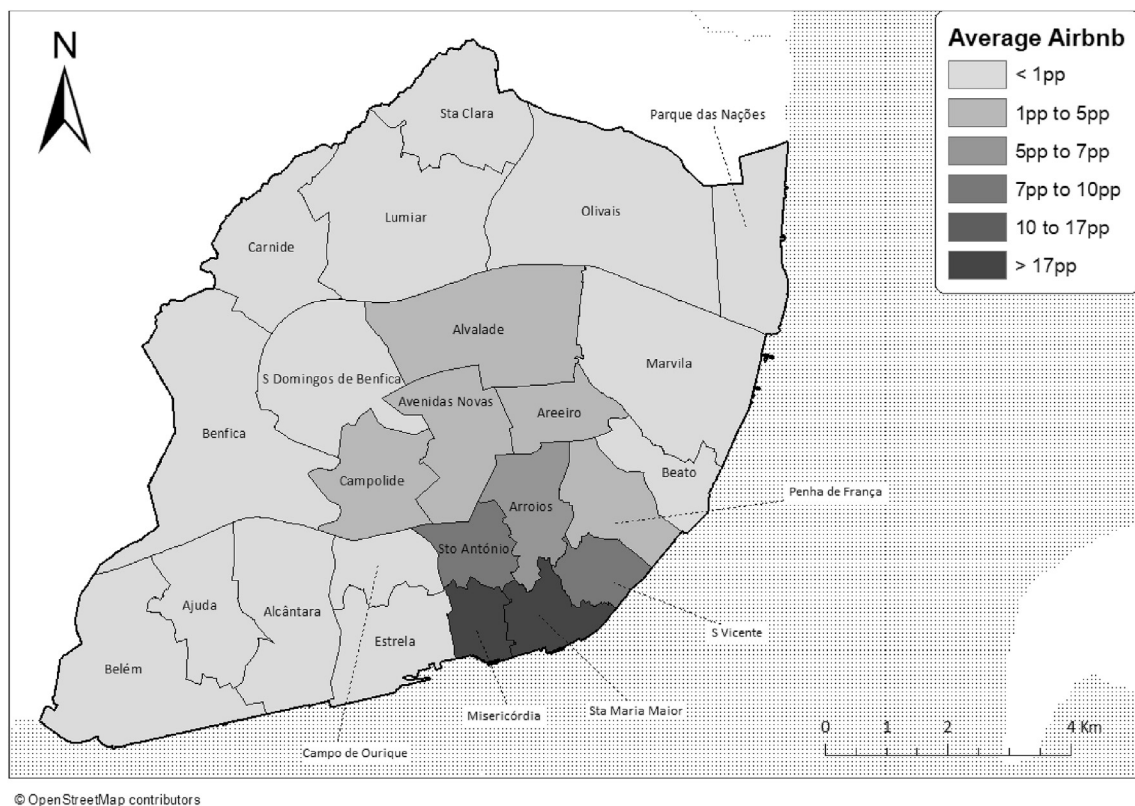 N
Average Airbnb
< 1pp
1pp to 5pp
5pp to 7pp
7pp to 10pp
10 to 17pp
> 17pp
Sta Clara
Parque das Nações
Lumiar
Olivais
Carnide
Alvalade
Marvila
S Domingos de Benfica
Avenidas Novas
Areeiro
Benfica
Campolide
Beato
Penha de França
Arroios
Sto António
Ajuda
Alcântara
Estrela
S Vicente
Belém
Misericórdia
Sta Maria Maior
Campo de Ourique
0 1 2 4 Km
© OpenStreetMap contributors